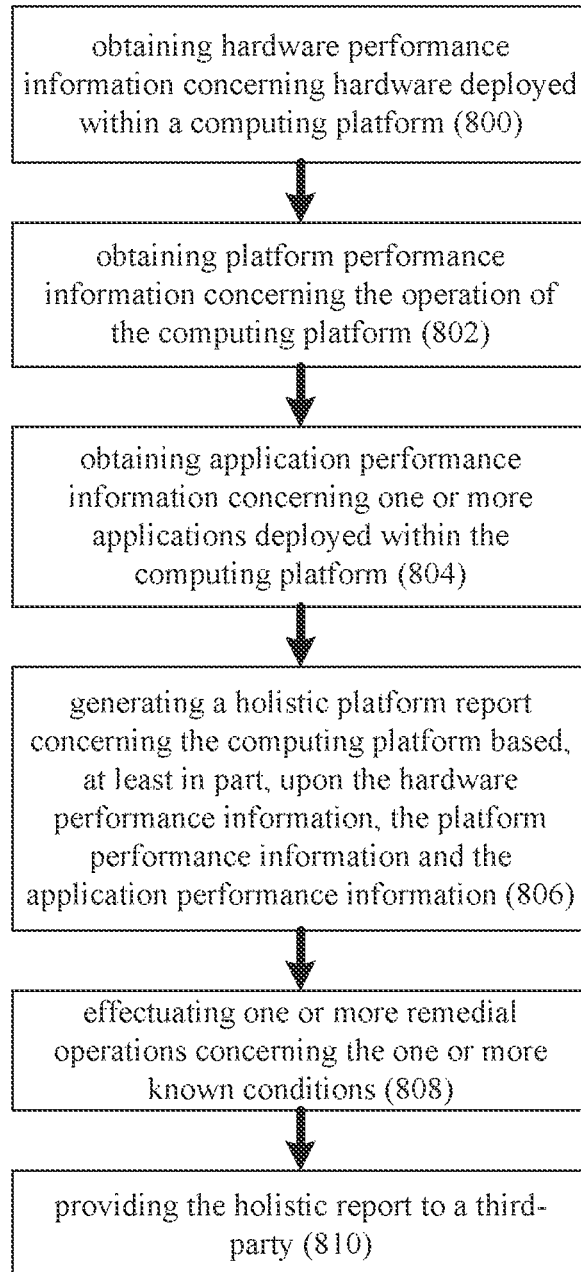 obtaining hardware performance
information concerning hardware deployed
within a computing platform (800)
obtaining platform performance
information concerning the operation of
the computing platform (802)
obtaining application performance
information concerning one or more
applications deployed within the
computing platform (804)
generating a holistic platform report
concerning the computing platform based,
at least in part, upon the hardware
performance information, the platform
performance information and the
application performance information (806)
effectuating one or more remedial
operations concerning the one or more
known conditions (808)
providing the holistic report to a third-
party (810)